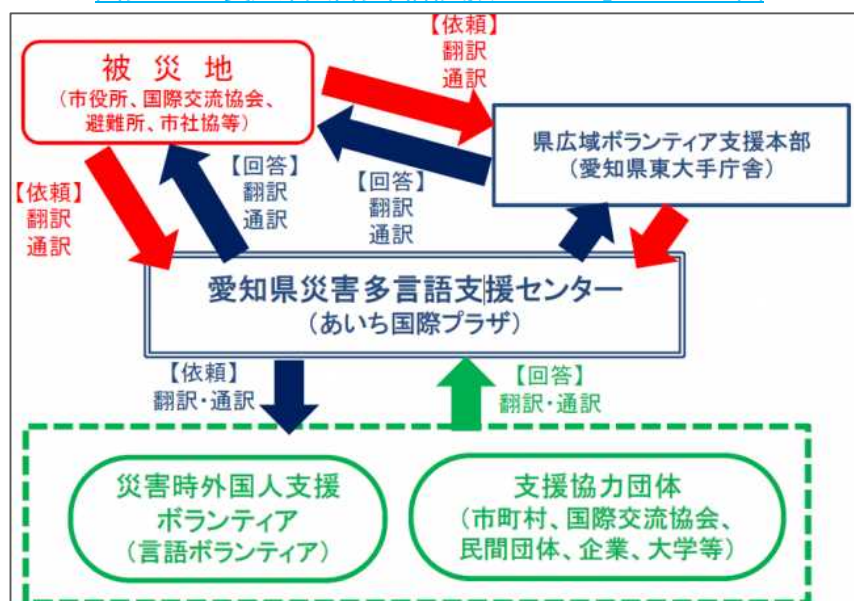 【依頼】
翻訳
通訳
被災地
(市役所、国際交流協会、
避難所、市社協等)
県広域ボランティア支援本部
(愛知県東大手庁舎)
【回答】
翻訳
通訳
【回答】
翻訳
通訳
【依頼】
翻訳
通訳
愛知県災害多言語支援センター
(あいち国際プラザ)
【依頼】
翻訳・通訳
【回答】
翻訳・通訳
災害時外国人支援
ボランティア
(言語ボランティア)
支援協力団体
(市町村、国際交流協会、
民間団体、企業、大学等)